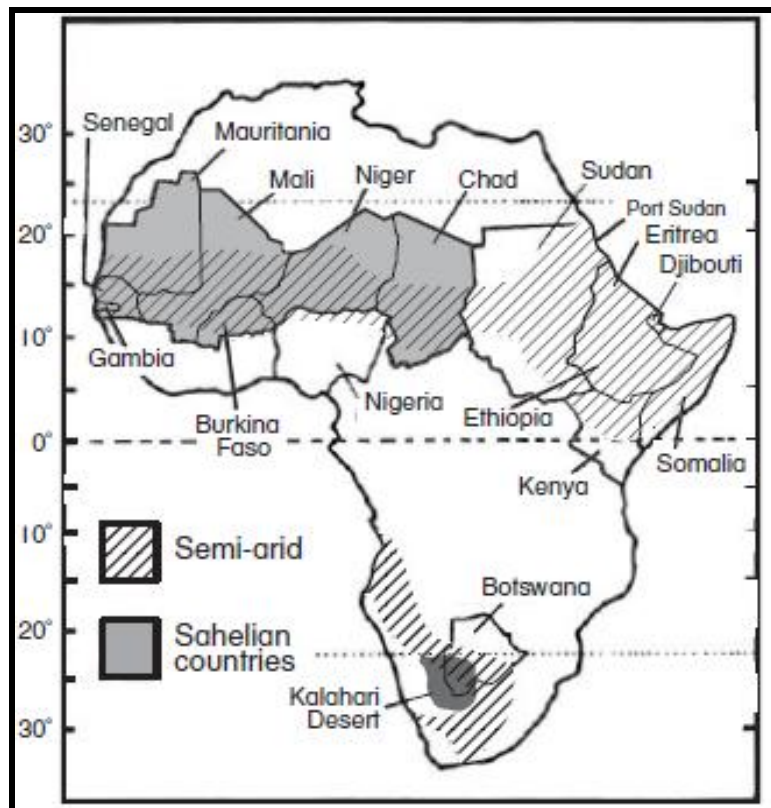 Senegal
Mauritania
Mali
Niger
Chad
Sudan
Port Sudan
Eritrea
Djibouti
30°
20°
10°
0°
10°
20°
30°
Gambia
Burkina
Faso
Nigeria
Ethiopia
Kenya
Somalia
Semi-arid
Sahelian
countries
Botswana
Kalahari
Desert